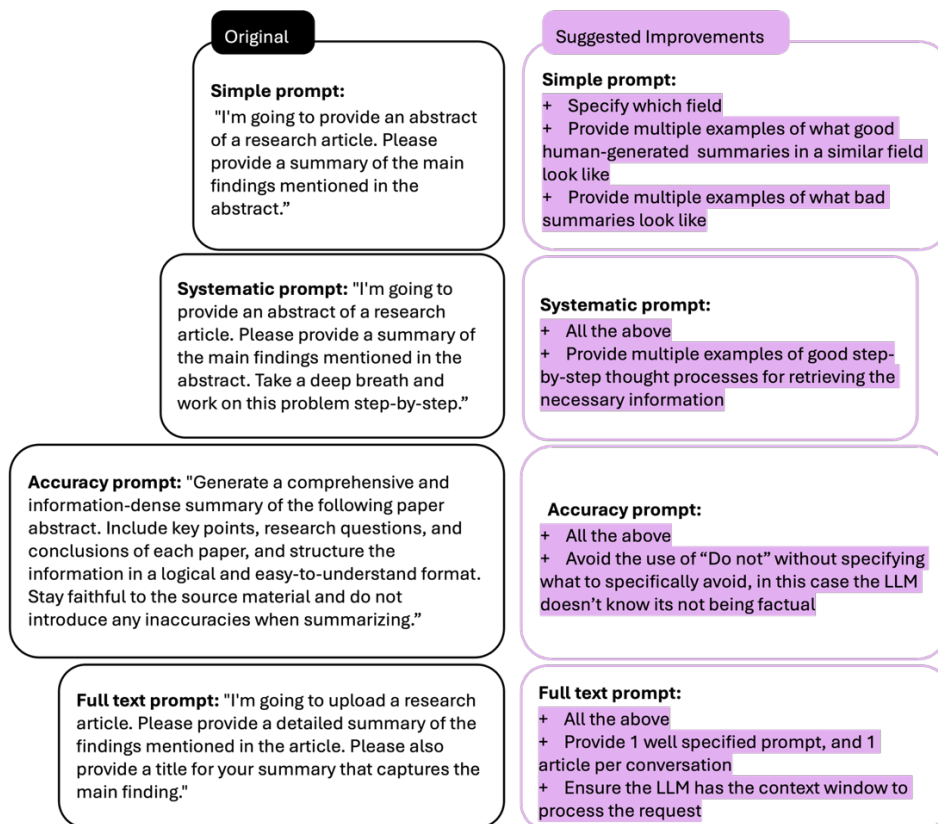 Original
Simple prompt:
"I'm going to provide an abstract
of a research article. Please
provide a summary of the main
findings mentioned in the
abstract.”
Suggested Improvements
Simple prompt:
+ Specify which field
+ Provide multiple examples of what good
human-generated summaries in a similar field
look like
+ Provide multiple examples of what bad
summaries look like
Systematic prompt: "I'm going to
provide an abstract of a research
article. Please provide a summary of
the main findings mentioned in the
abstract. Take a deep breath and
work on this problem step-by-step.”
Systematic prompt:
+ All the above
+ Provide multiple examples of good step-
by-step thought processes for retrieving the
necessary information
Accuracy prompt: "Generate a comprehensive and
information-dense summary of the following paper
abstract. Include key points, research questions, and
conclusions of each paper, and structure the
information in a logical and easy-to-understand format.
Stay faithful to the source material and do not
introduce any inaccuracies when summarizing.”
Accuracy prompt:
+ All the above
+ Avoid the use of “Do not” without specifying
what to specifically avoid, in this case the LLM
doesn’t know its not being factual
Full text prompt: "I'm going to upload a research
article. Please provide a detailed summary of the
findings mentioned in the article. Please also
provide a title for your summary that captures the
main finding."
Full text prompt:
+ All the above
+ Provide 1 well specified prompt, and 1
article per conversation
+ Ensure the LLM has the context window to
process the request